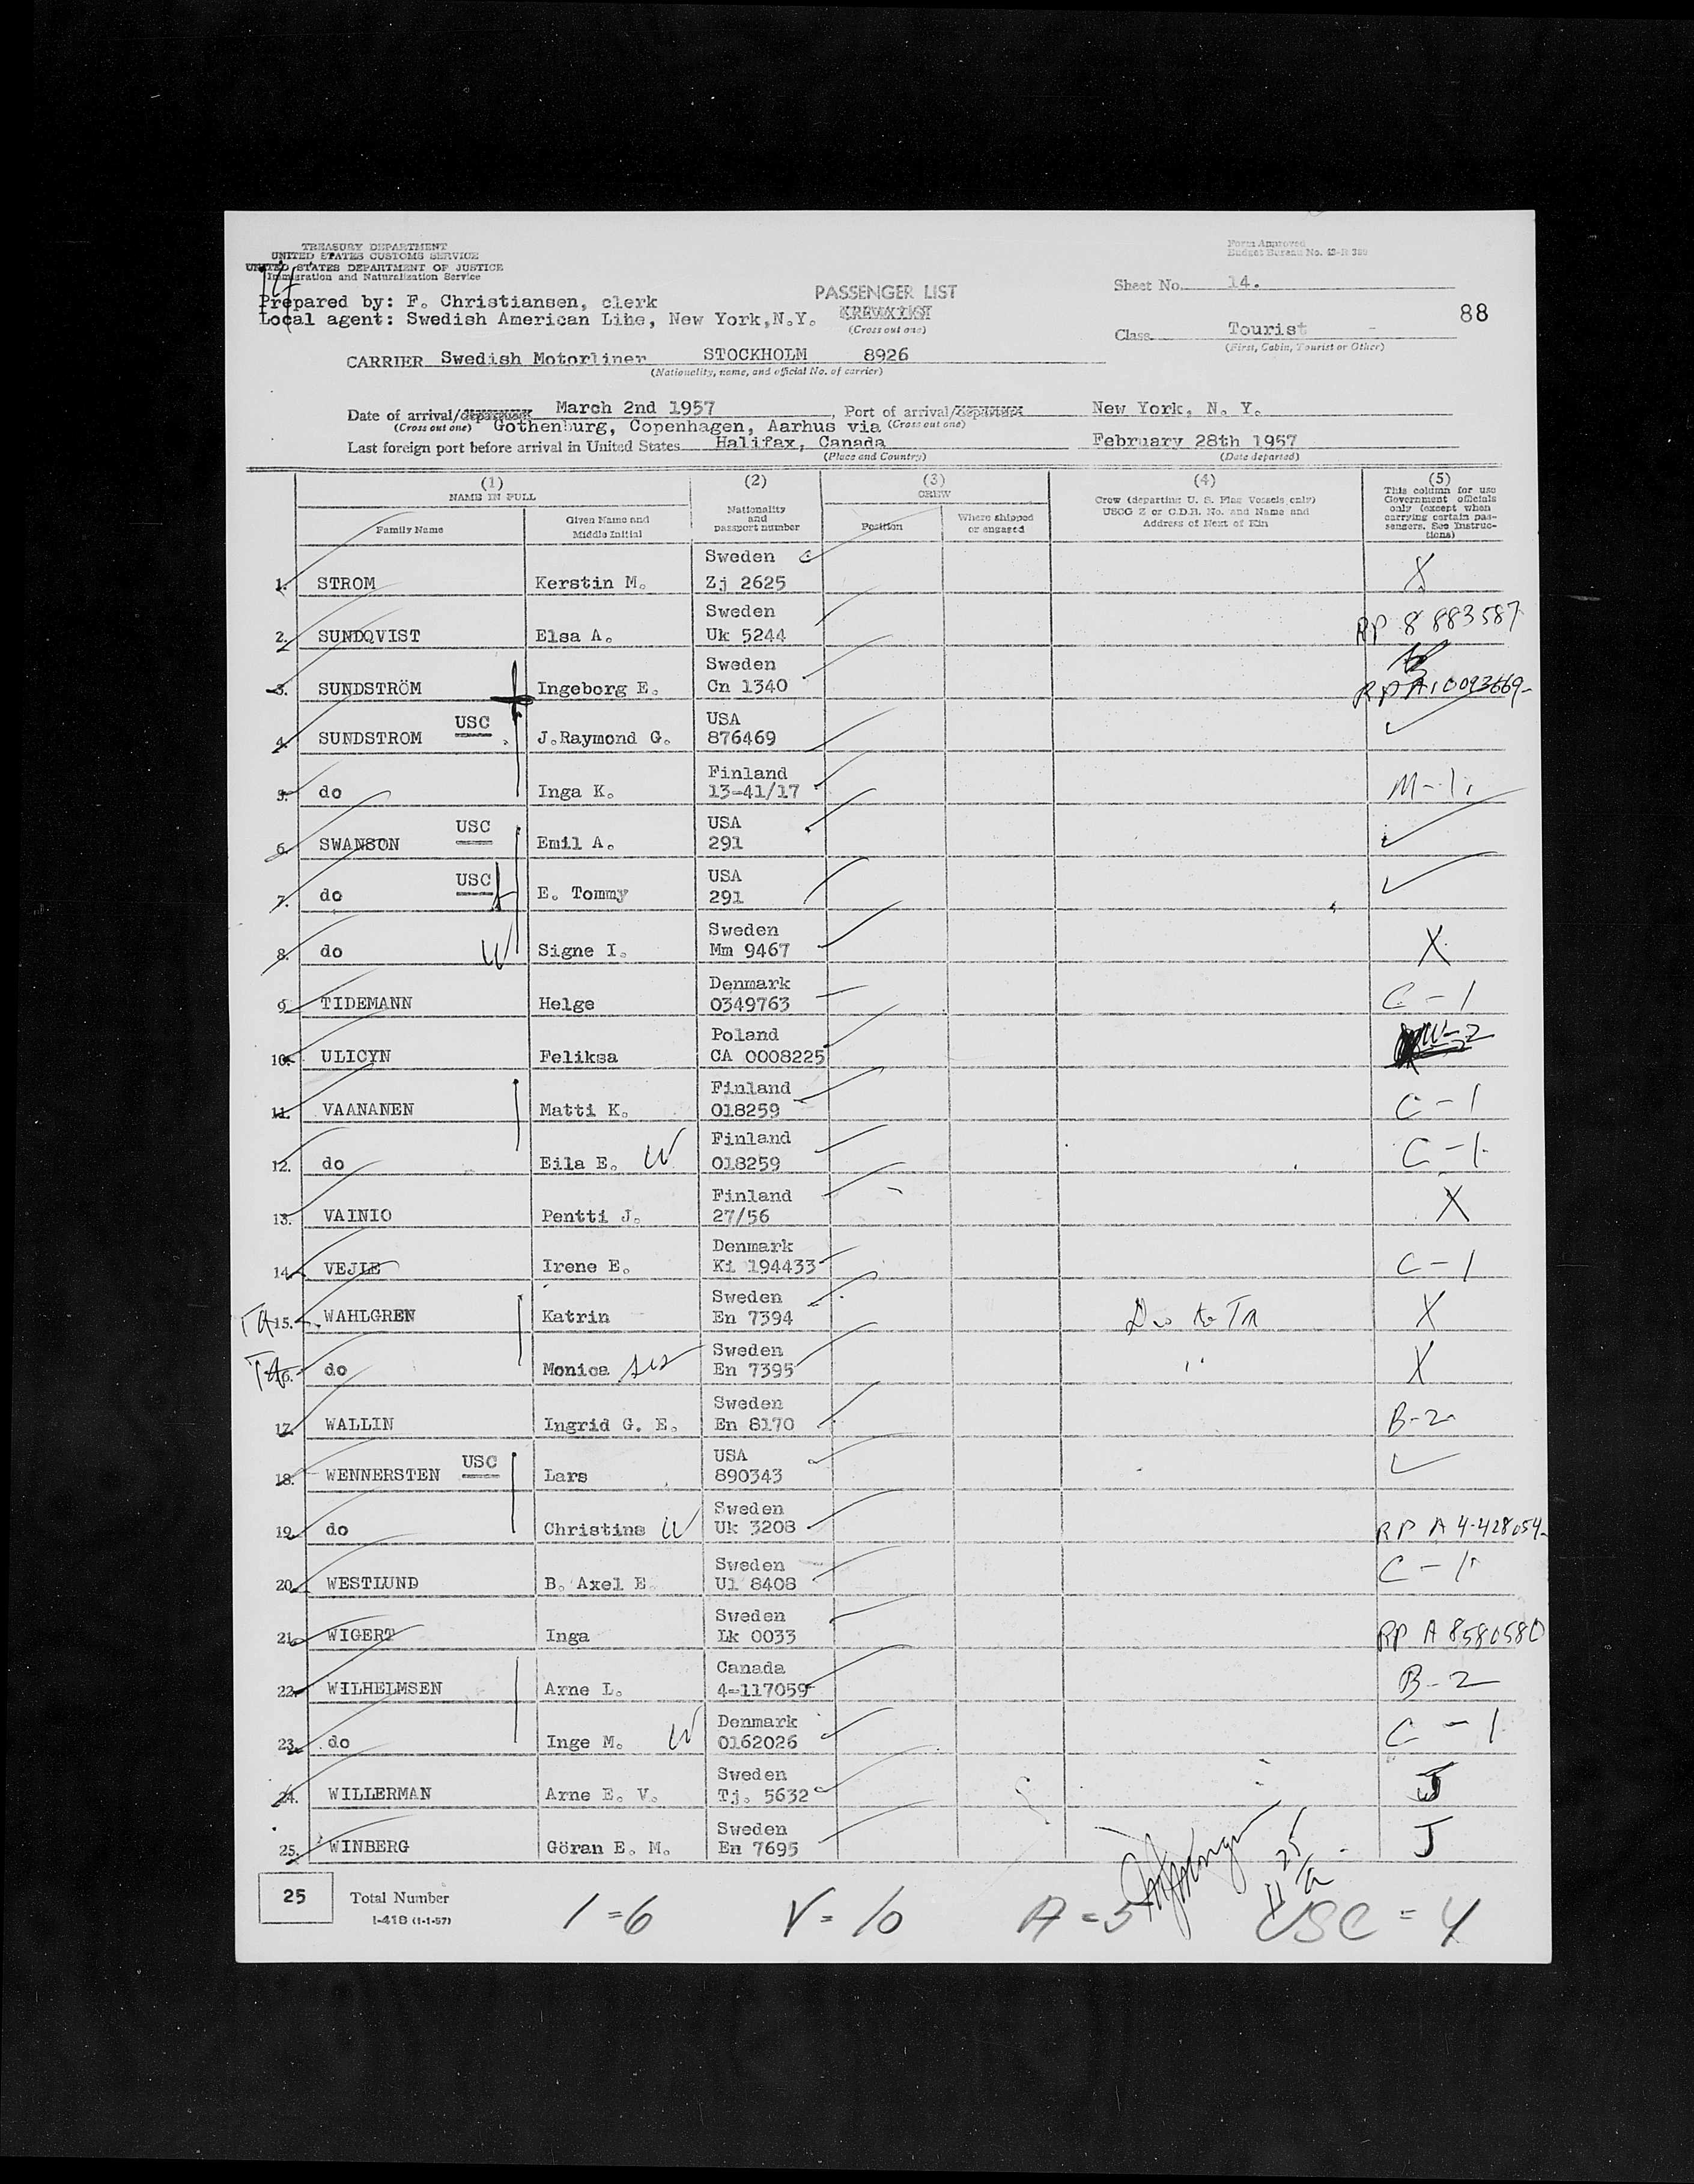 TREASURY DEPARTMENT
UNITED STATES CUSTOMS SERVICE
UNITED STATES DEPARTMENT OF JUSTICE
Immigration and Naturalization Service
Form Approved
Budget Bureau No. 43-R 380
Prepared by: F. Christiansen, clerk
Local agent: Swedish American Line, New York,N.Y.
PASSENGER LIST
CREW LIST
(Cross out one)
Sheet No. 14.
88
Class Tourist
(First, Cabin, Tourist or Other)
CARRIER Swedish Motorliner STOCKHOLM 8926
(Nationality, name, and official No. of carrier)
Date of arrival/departure March 2nd 1957, Port of arrival/departure New York, N. Y.
(Cross out one) Gothenburg, Copenhagen, Aarhus via (Cross out one)
Last foreign port before arrival in United States Halifax, Canada February 28th 1957
(Place and Country) (Date departed)
(1) NAME IN FULL (2) (3) CREW (4) (5)
Family Name Given Name and Middle Initial Nationality and passport number Position Where shipped or engaged Crew (departing U. S. Flag Vessels only) USCG Z or C.D.B. No. and Name and Address of Next of Kin This column for use Government officials only (except when carrying certain passengers. See Instructions)
1. STROM Kerstin M. Sweden Zj 2625 X
2. SUNDQVIST Elsa A. Sweden Uk 5244 RP 8 883587
3. SUNDSTRÖM Ingeborg E. Sweden Cn 1340 RP A10093669
4. SUNDSTROM USC J.Raymond G. USA 876469 ✓
5. do Inga K. Finland 13-41/17 M-1
6. SWANSON USC Emil A. USA 291 ✓
7. do USC E. Tommy USA 291 ✓
8. do W Signe I. Sweden Mm 9467 X
9. TIDEMANN Helge Denmark 0349763 C-1
10. ULICYN Feliksa Poland CA 0008225
11. VAANANEN Matti K. Finland 018259 C-1
12. do Eila E. W Finland 018259 C-1
13. VAINIO Pentti J. Finland 27/56 X
14. VEJLE Irene E. Denmark Ki 194433 C-1
TA 15. WAHLGREN Katrin Sweden En 7394 X
TA 16. do Monica sis Sweden En 7395 " X
17. WALLIN Ingrid G. E. Sweden En 8170 B-2
18. WENNERSTEN USC Lars USA 890343 ✓
19. do Christine W Sweden Uk 3208 RP A 4-428054
20. WESTLUND B. Axel E. Sweden Ul 8408 C-1
21. WIGERT Inga Sweden Lk 0033 RP A 8580580
22. WILHELMSEN Arne L. Canada 4-117059 B-2
23. do Inge M. W Denmark 0162026 C-1
24. WILLERMAN Arne E. V. Sweden Tj. 5632 J
25. WINBERG Göran E. M. Sweden En 7695 J
25 Total Number
I-418 (1-1-57)
1=6 V=10 A=5 USC=4